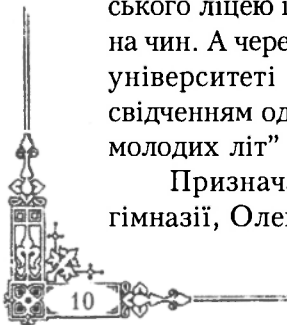 ського ліцею
на чин. А чере
університеті
свідченням од
молодих літ”
Признача
гімназії, Оле
10